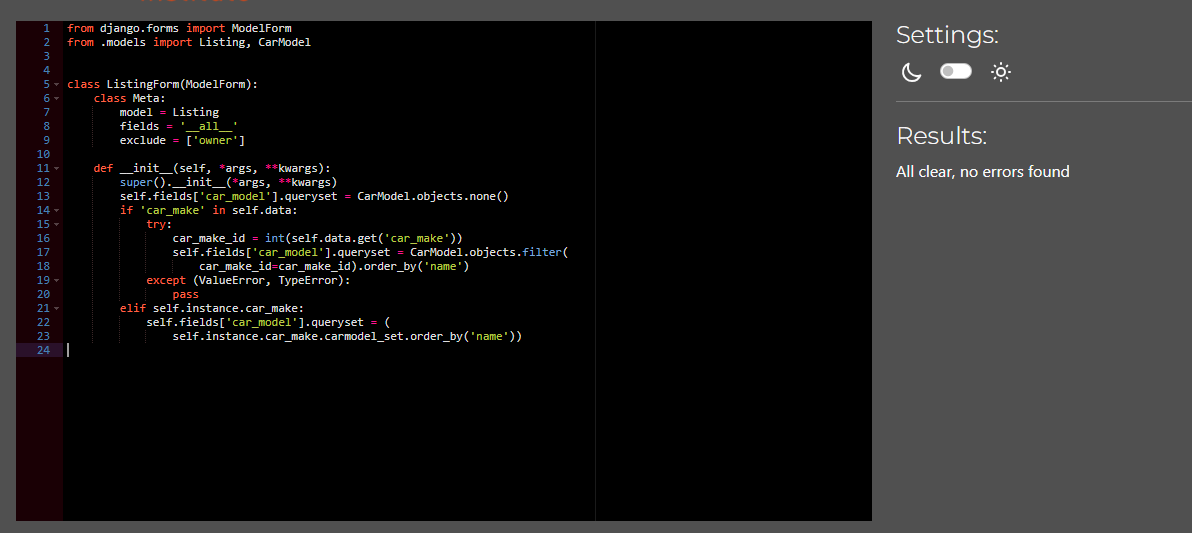 1 from django.forms import ModelForm
2 from .models import Listing, CarModel
3
4
5 class ListingForm(ModelForm):
6     class Meta:
7         model = Listing
8         fields = '__all__'
9         exclude = ['owner']
10
11     def __init__(self, *args, **kwargs):
12         super().__init__(*args, **kwargs)
13         self.fields['car_model'].queryset = CarModel.objects.none()
14         if 'car_make' in self.data:
15             try:
16                 car_make_id = int(self.data.get('car_make'))
17                 self.fields['car_model'].queryset = CarModel.objects.filter(
18                     car_make_id=car_make_id).order_by('name')
19             except (ValueError, TypeError):
20                 pass
21         elif self.instance.car_make:
22             self.fields['car_model'].queryset = (
23                 self.instance.car_make.carmodel_set.order_by('name'))
24
Settings:
Results:
All clear, no errors found